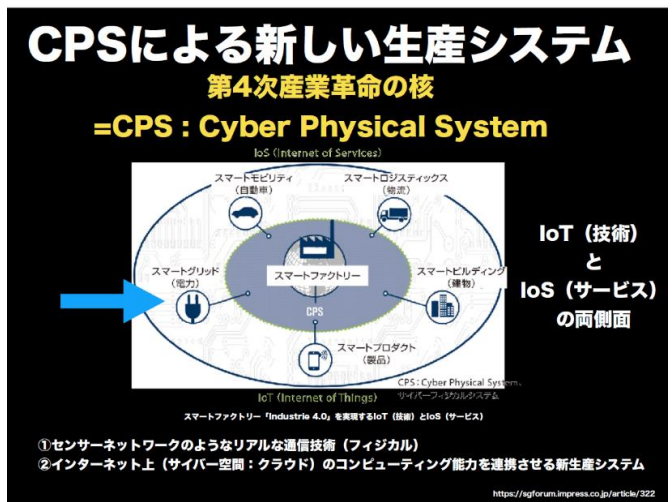 CPSによる新しい生産システム
第4次産業革命の核
=CPS : Cyber Physical System
IoS (Internet of Services)
スマートモビリティ
(自動車)
スマートロジスティックス
(物流)
スマートグリッド
(電力)
スマートファクトリー
スマートビルディング
(建物)
CPS
スマートプロダクト
(製品)
IoT (Internet of Things)
CPS：Cyber Physical System、
サイバーフィジカルシステム
IoT（技術）
と
IoS（サービス）
の両側面
スマートファクトリー「Industrie 4.0」を実現するIoT（技術）とIoS（サービス）
①センサーネットワークのようなリアルな通信技術（フィジカル）
②インターネット上（サイバー空間：クラウド）のコンピューティング能力を連携させる新生産システム
https://sgforum.impress.co.jp/article/322